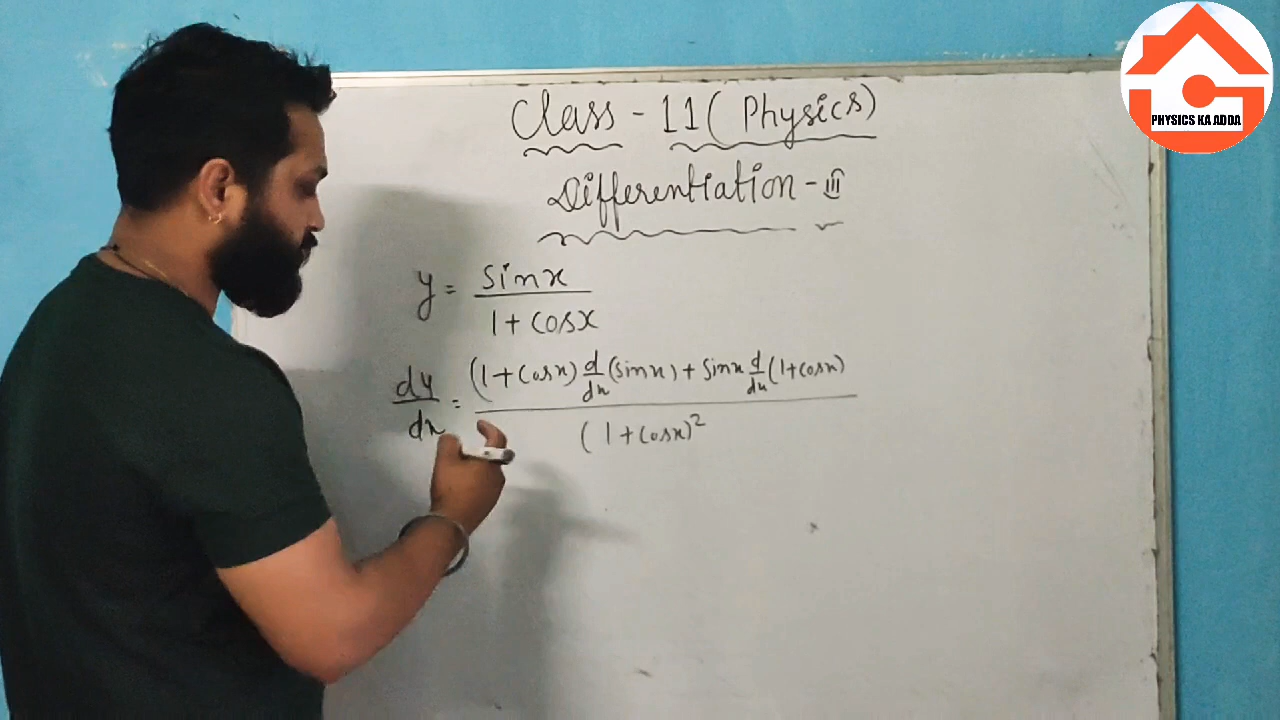 PHYSICS KA ADDA
Class - 11 ( Physics )
Differentiation - III
y = sinx / 1 + cosx
dy/dx = (1 + cosx) d/dx (sinx) + sinx d/dx (1 + cosx) / (1 + cosx)²